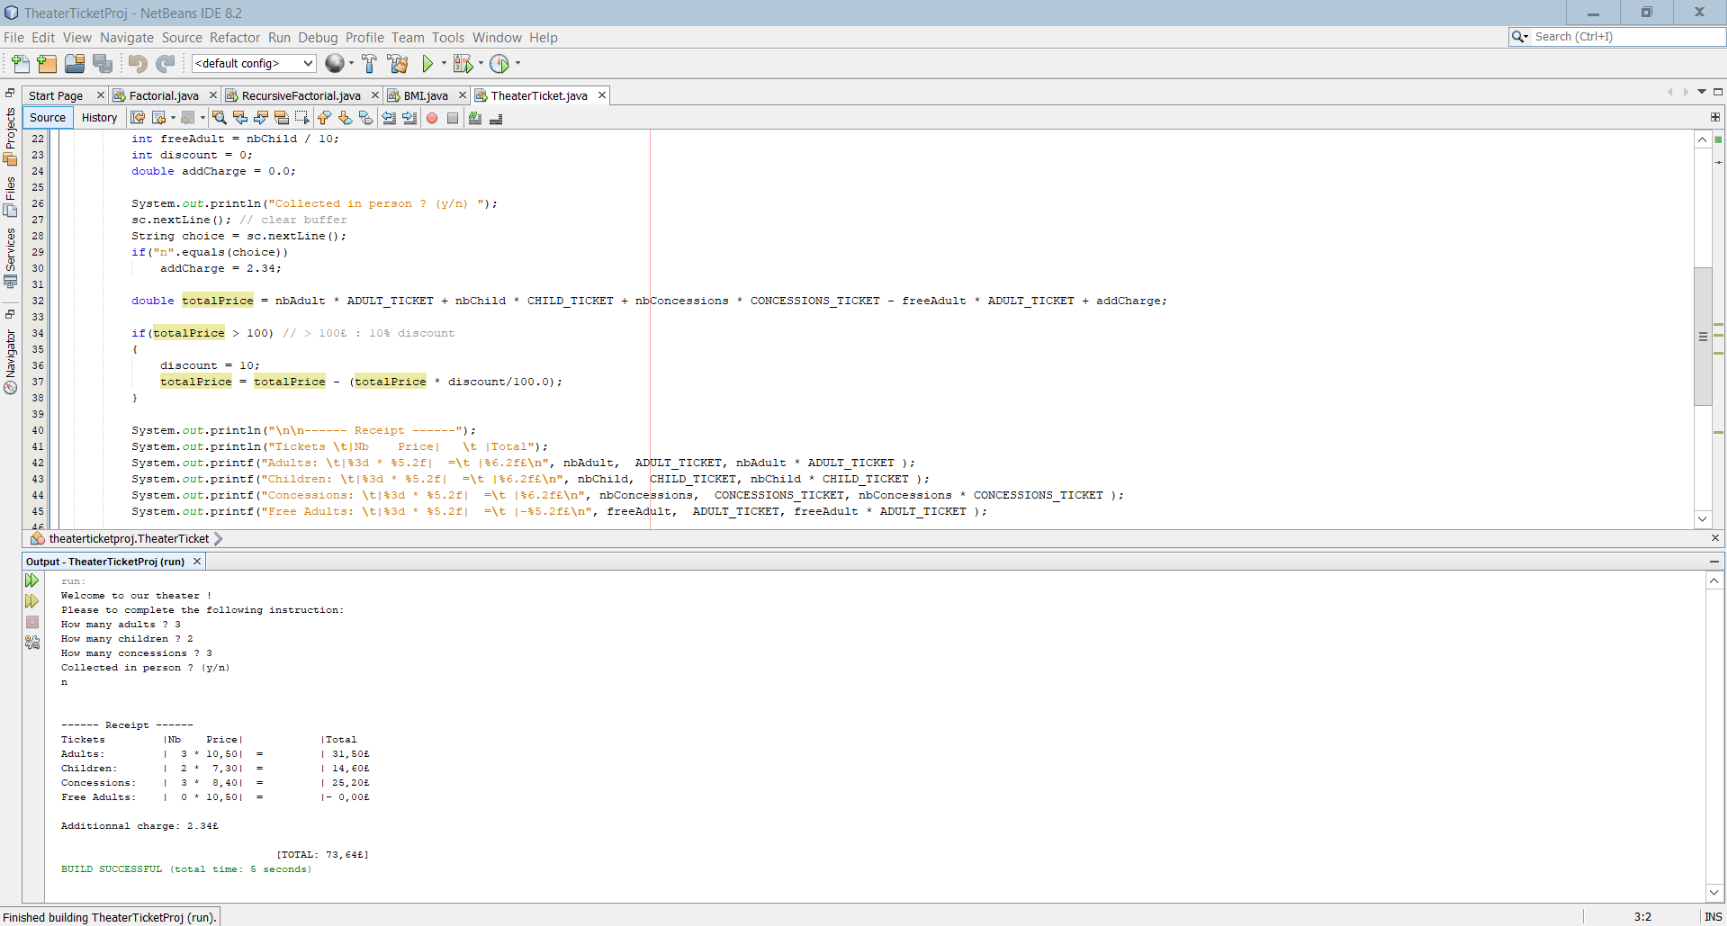 TheaterTicketProj - NetBeans IDE 8.2
File Edit View Navigate Source Refactor Run Debug Profile Team Tools Window Help
Search (Ctrl+I)
<default config>
Start Page Factorial.java RecursiveFactorial.java BMI.java TheaterTicket.java
Source History
Projects
Files
Services
Navigator
22 int freeAdult = nbChild / 10;
23 int discount = 0;
24 double addCharge = 0.0;
25
26 System.out.println("Collected in person ? (y/n) ");
27 sc.nextLine(); // clear buffer
28 String choice = sc.nextLine();
29 if("n".equals(choice))
30 addCharge = 2.34;
31
32 double totalPrice = nbAdult * ADULT_TICKET + nbChild * CHILD_TICKET + nbConcessions * CONCESSIONS_TICKET - freeAdult * ADULT_TICKET + addCharge;
33
34 if(totalPrice > 100) // > 100£ : 10% discount
35 {
36 discount = 10;
37 totalPrice = totalPrice - (totalPrice * discount/100.0);
38 }
39
40 System.out.println("\n\n------ Receipt ------");
41 System.out.println("Tickets \t|Nb    Price|   \t |Total");
42 System.out.printf("Adults: \t|%3d * %5.2f|  =\t |%6.2f£\n", nbAdult,  ADULT_TICKET, nbAdult * ADULT_TICKET );
43 System.out.printf("Children: \t|%3d * %5.2f|  =\t |%6.2f£\n", nbChild,  CHILD_TICKET, nbChild * CHILD_TICKET );
44 System.out.printf("Concessions: \t|%3d * %5.2f|  =\t |%6.2f£\n", nbConcessions,  CONCESSIONS_TICKET, nbConcessions * CONCESSIONS_TICKET );
45 System.out.printf("Free Adults: \t|%3d * %5.2f|  =\t |-%5.2f£\n", freeAdult,  ADULT_TICKET, freeAdult * ADULT_TICKET );
46
theaterticketproj.TheaterTicket
Output - TheaterTicketProj (run)
run:
Welcome to our theater !
Please to complete the following instruction:
How many adults ? 3
How many children ? 2
How many concessions ? 3
Collected in person ? (y/n)
n
------ Receipt ------
Tickets |Nb Price| |Total
Adults: | 3 * 10,50| = | 31,50£
Children: | 2 * 7,30| = | 14,60£
Concessions: | 3 * 8,40| = | 25,20£
Free Adults: | 0 * 10,50| = |- 0,00£
Additionnal charge: 2.34£
[TOTAL: 73,64£]
BUILD SUCCESSFUL (total time: 5 seconds)
Finished building TheaterTicketProj (run).
3:2 INS